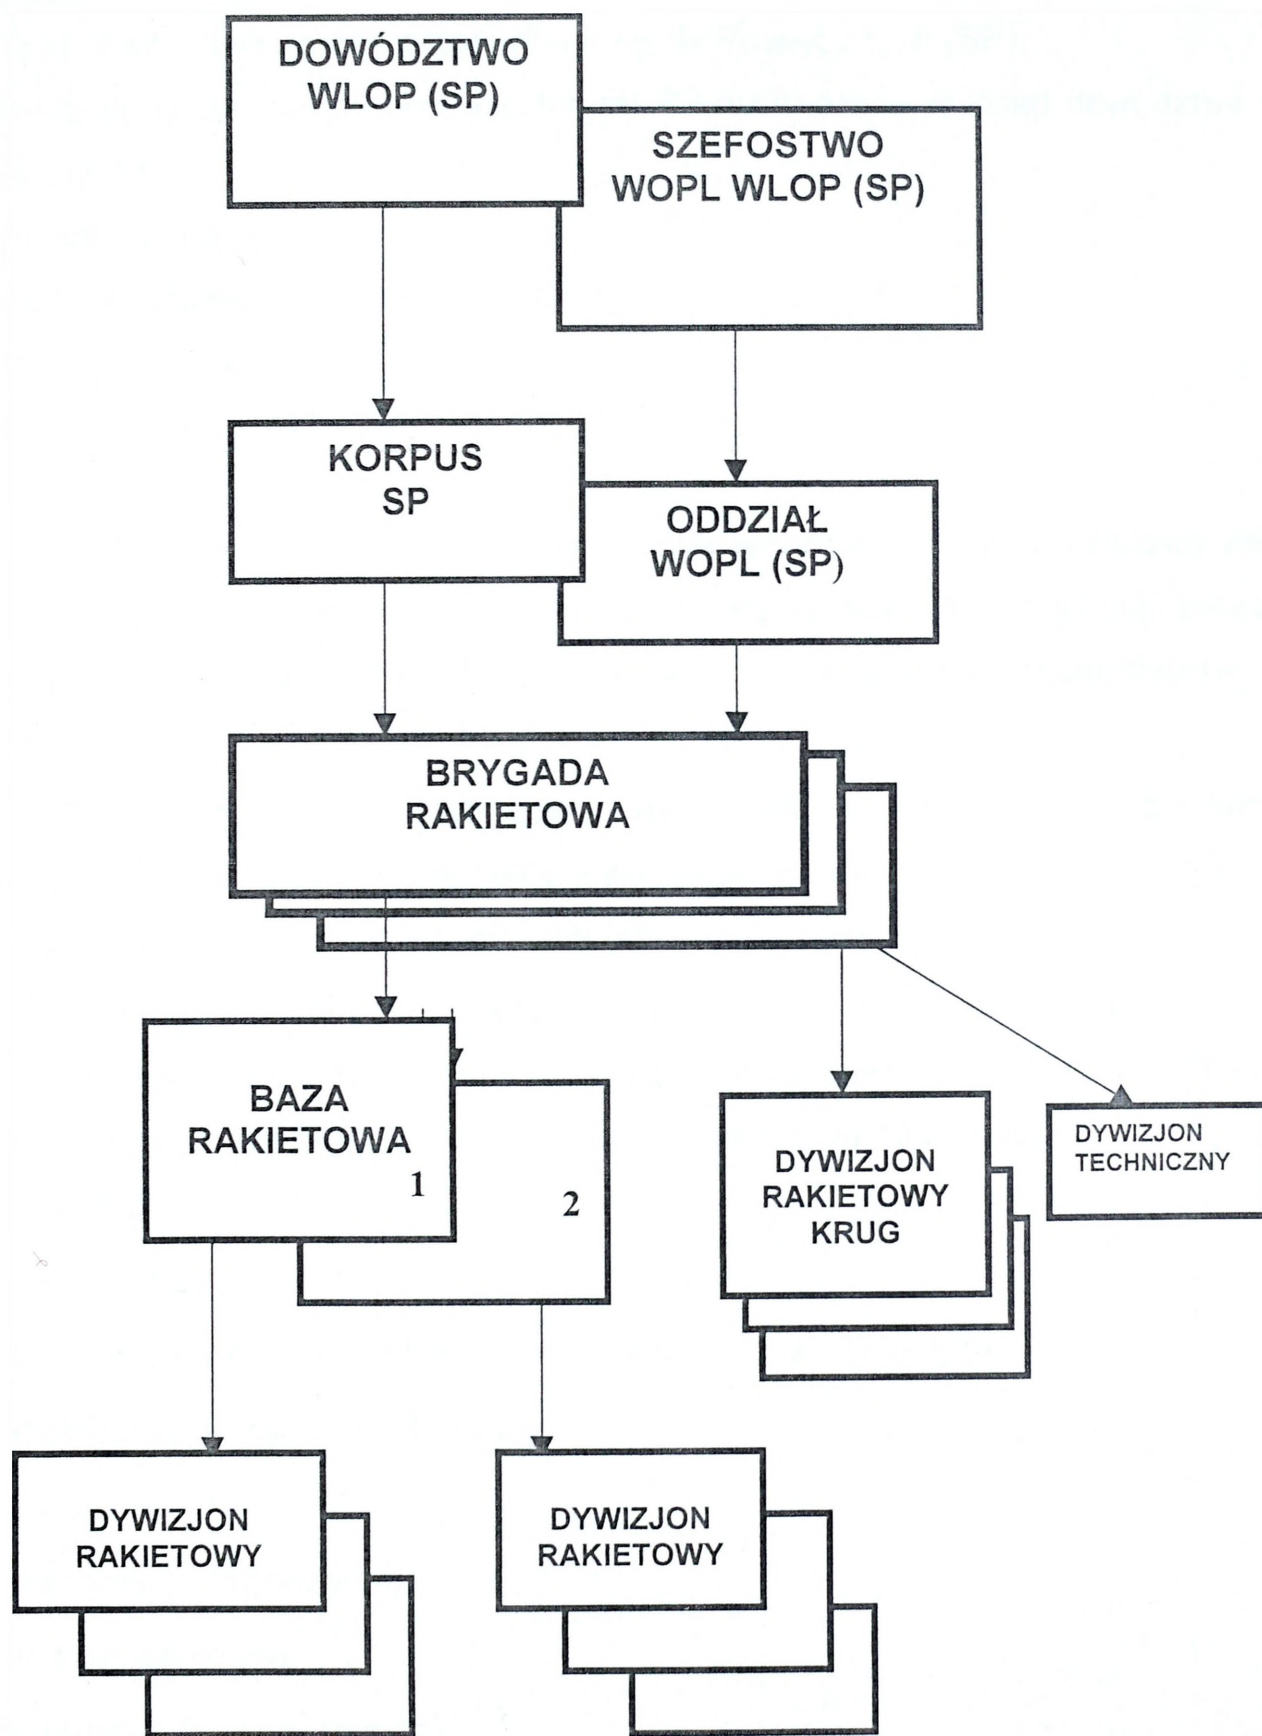 DOWÓDZTWO
WLOP (SP)
SZEFOSTWO
WOPL WLOP (SP)
KORPUS
SP
ODDZIAŁ
WOPL (SP)
BRYGADA
RAKIETOWA
BAZA
RAKIETOWA
1
2
DYWIZJON
RAKIETOWY
KRUG
DYWIZJON
TECHNICZNY
DYWIZJON
RAKIETOWY
DYWIZJON
RAKIETOWY